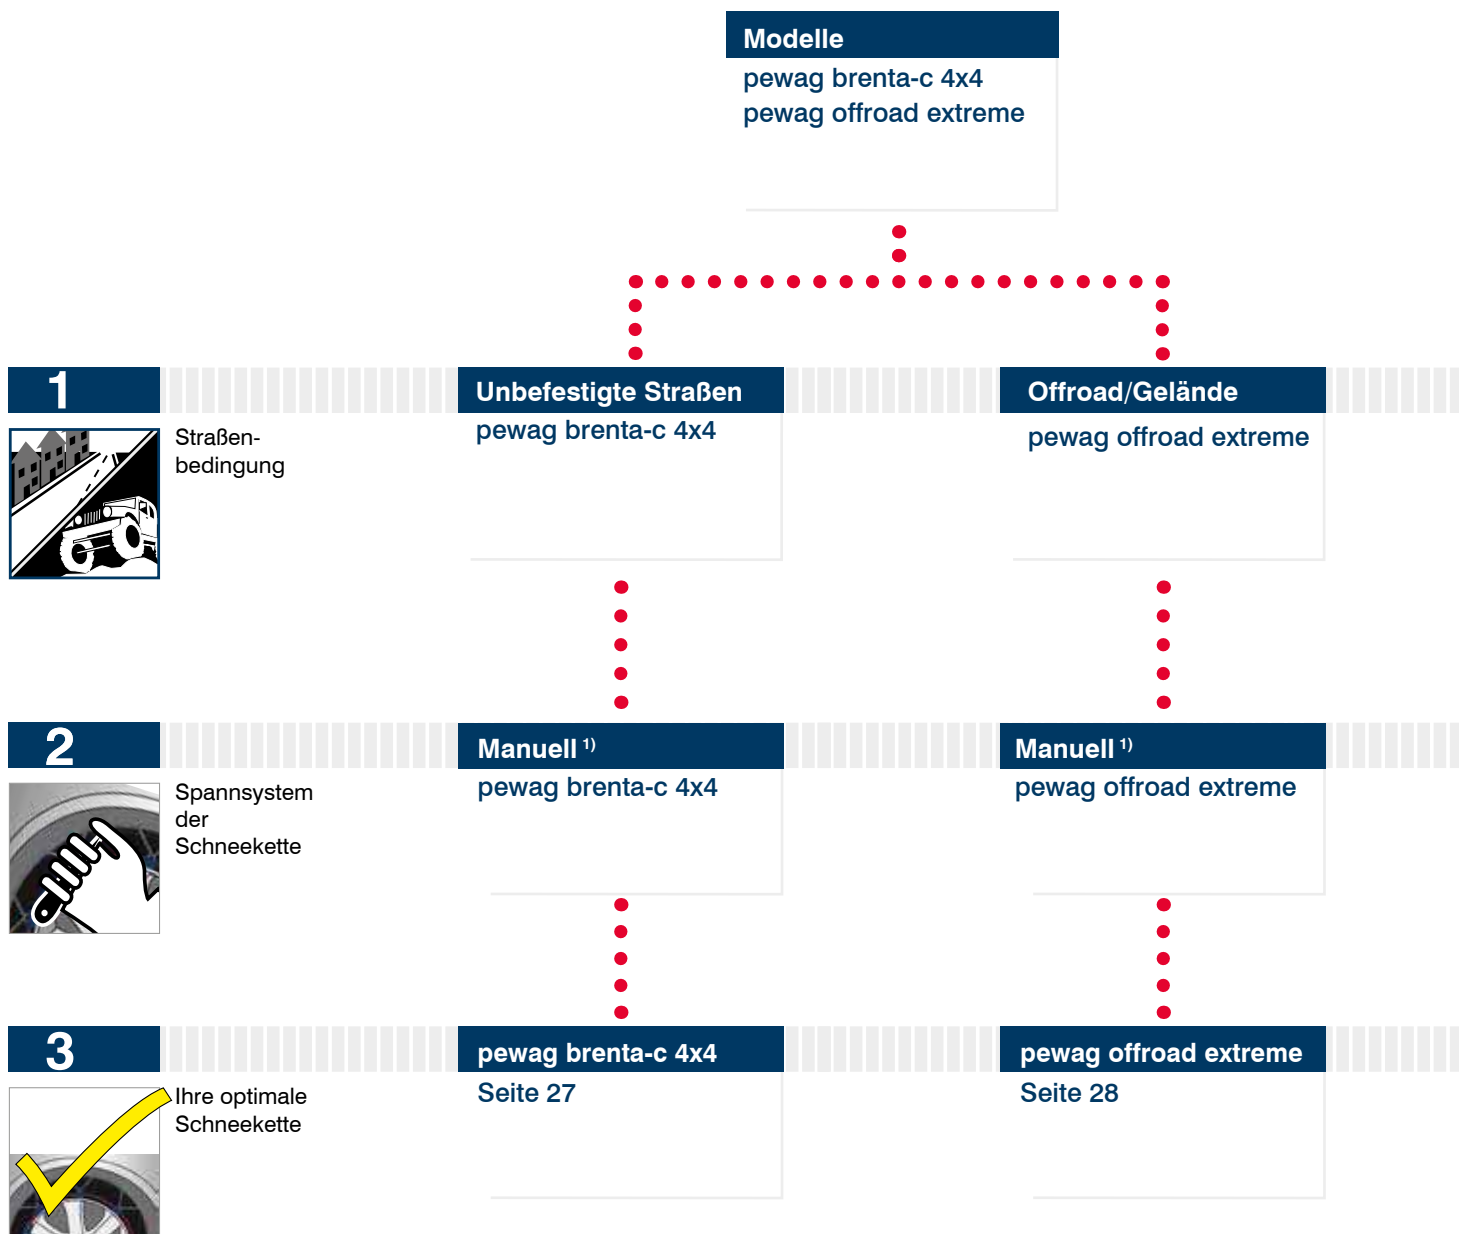 Modelle
pewag brenta-c 4x4
pewag offroad extreme
1
Straßen-
bedingung
Unbefestigte Straßen
pewag brenta-c 4x4
Offroad/Gelände
pewag offroad extreme
2
Spannsystem
der
Schneekette
Manuell 1)
pewag brenta-c 4x4
Manuell 1)
pewag offroad extreme
3
Ihre optimale
Schneekette
pewag brenta-c 4x4
Seite 27
pewag offroad extreme
Seite 28